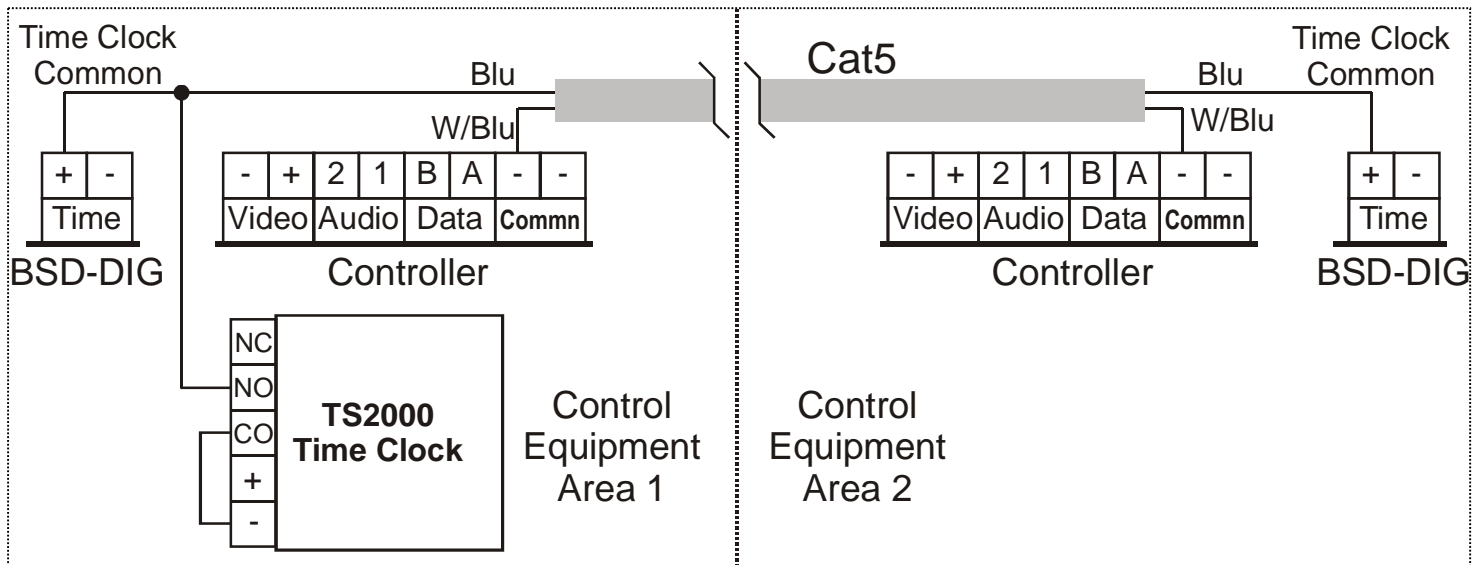 Time Clock
Common
Blu
W/Blu
+ -
Time
BSD-DIG
- + 2 1 B A - -
Video Audio Data Commn
Controller
NC
NO
CO
+
-
TS2000
Time Clock
Control
Equipment
Area 1
Cat5
Blu
W/Blu
Time Clock
Common
- + 2 1 B A - -
Video Audio Data Commn
Controller
+ -
Time
BSD-DIG
Control
Equipment
Area 2